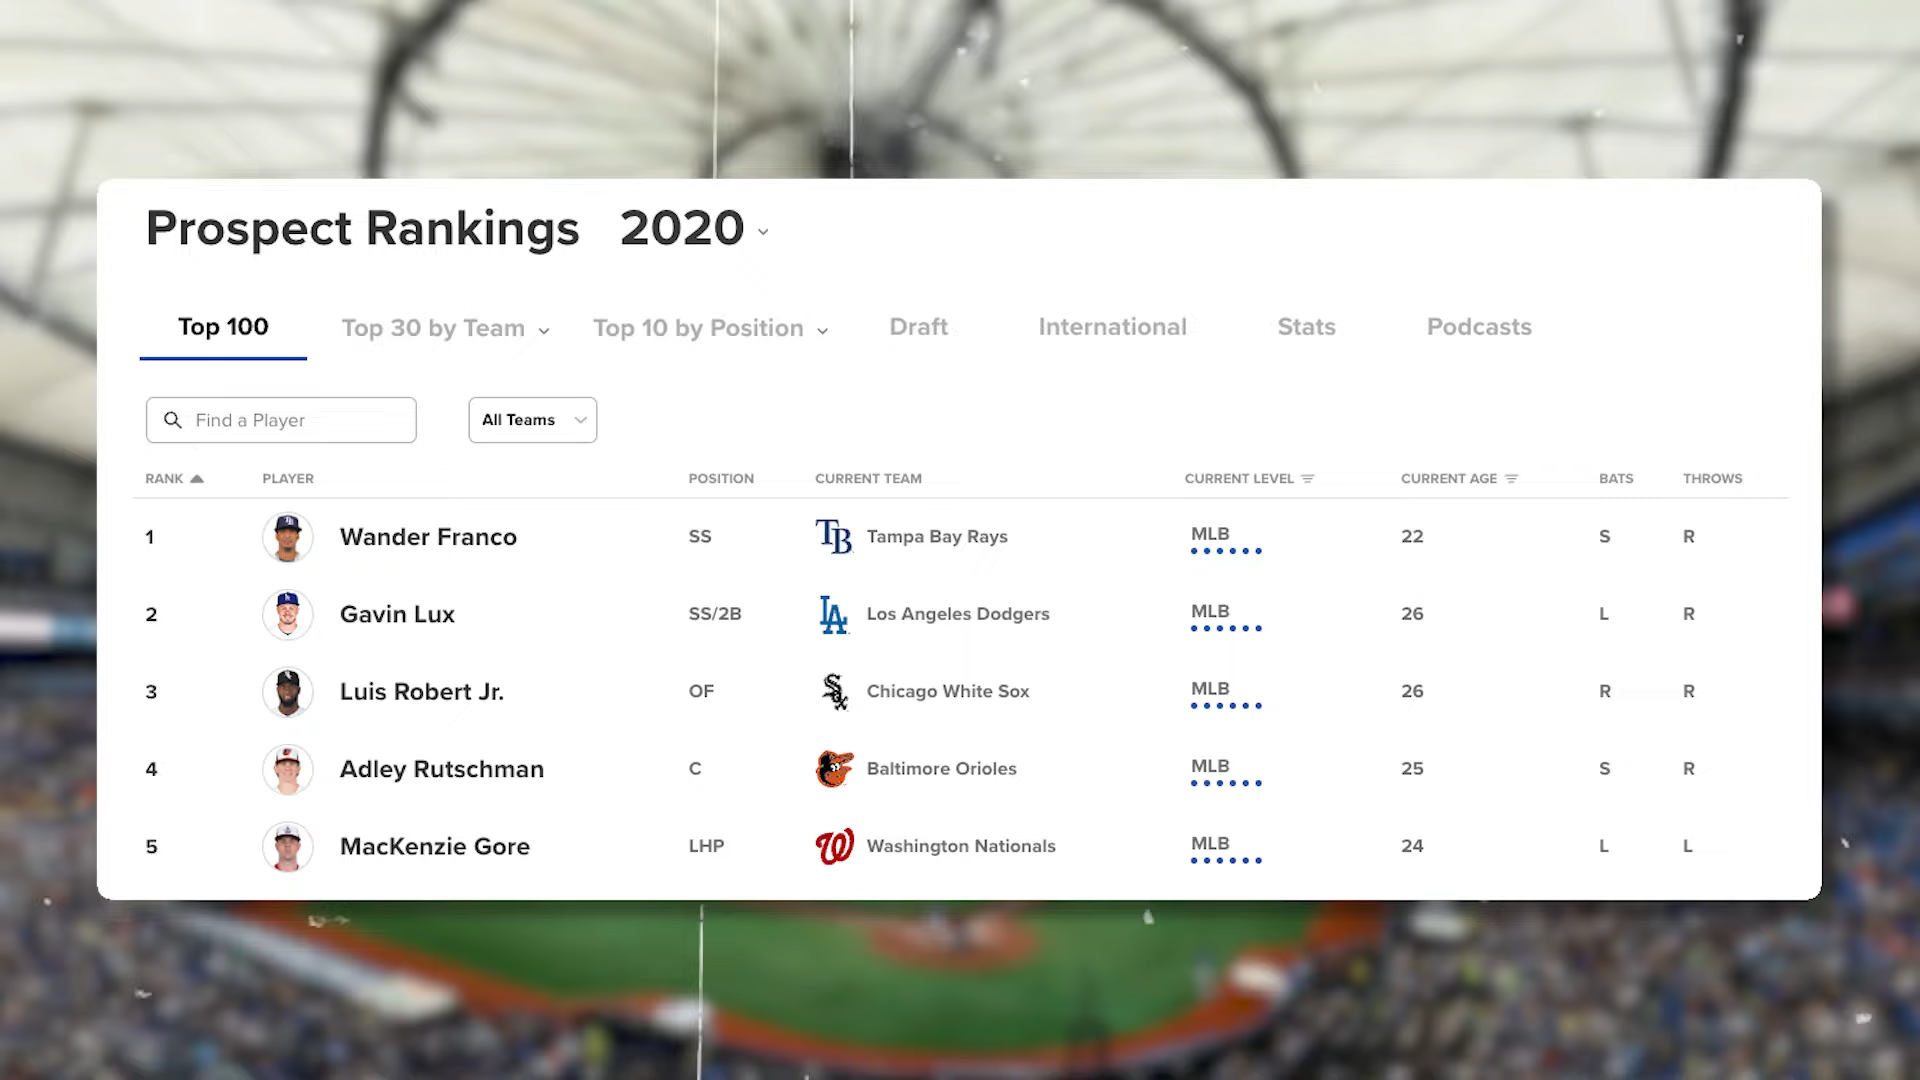 Prospect Rankings 2020
Top 100 Top 30 by Team Top 10 by Position Draft International Stats Podcasts
Find a Player All Teams
RANK PLAYER POSITION CURRENT TEAM CURRENT LEVEL CURRENT AGE BATS THROWS
1 Wander Franco SS TB Tampa Bay Rays MLB 22 S R
2 Gavin Lux SS/2B LA Los Angeles Dodgers MLB 26 L R
3 Luis Robert Jr. OF Sox Chicago White Sox MLB 26 R R
4 Adley Rutschman C Baltimore Orioles MLB 25 S R
5 MacKenzie Gore LHP W Washington Nationals MLB 24 L L